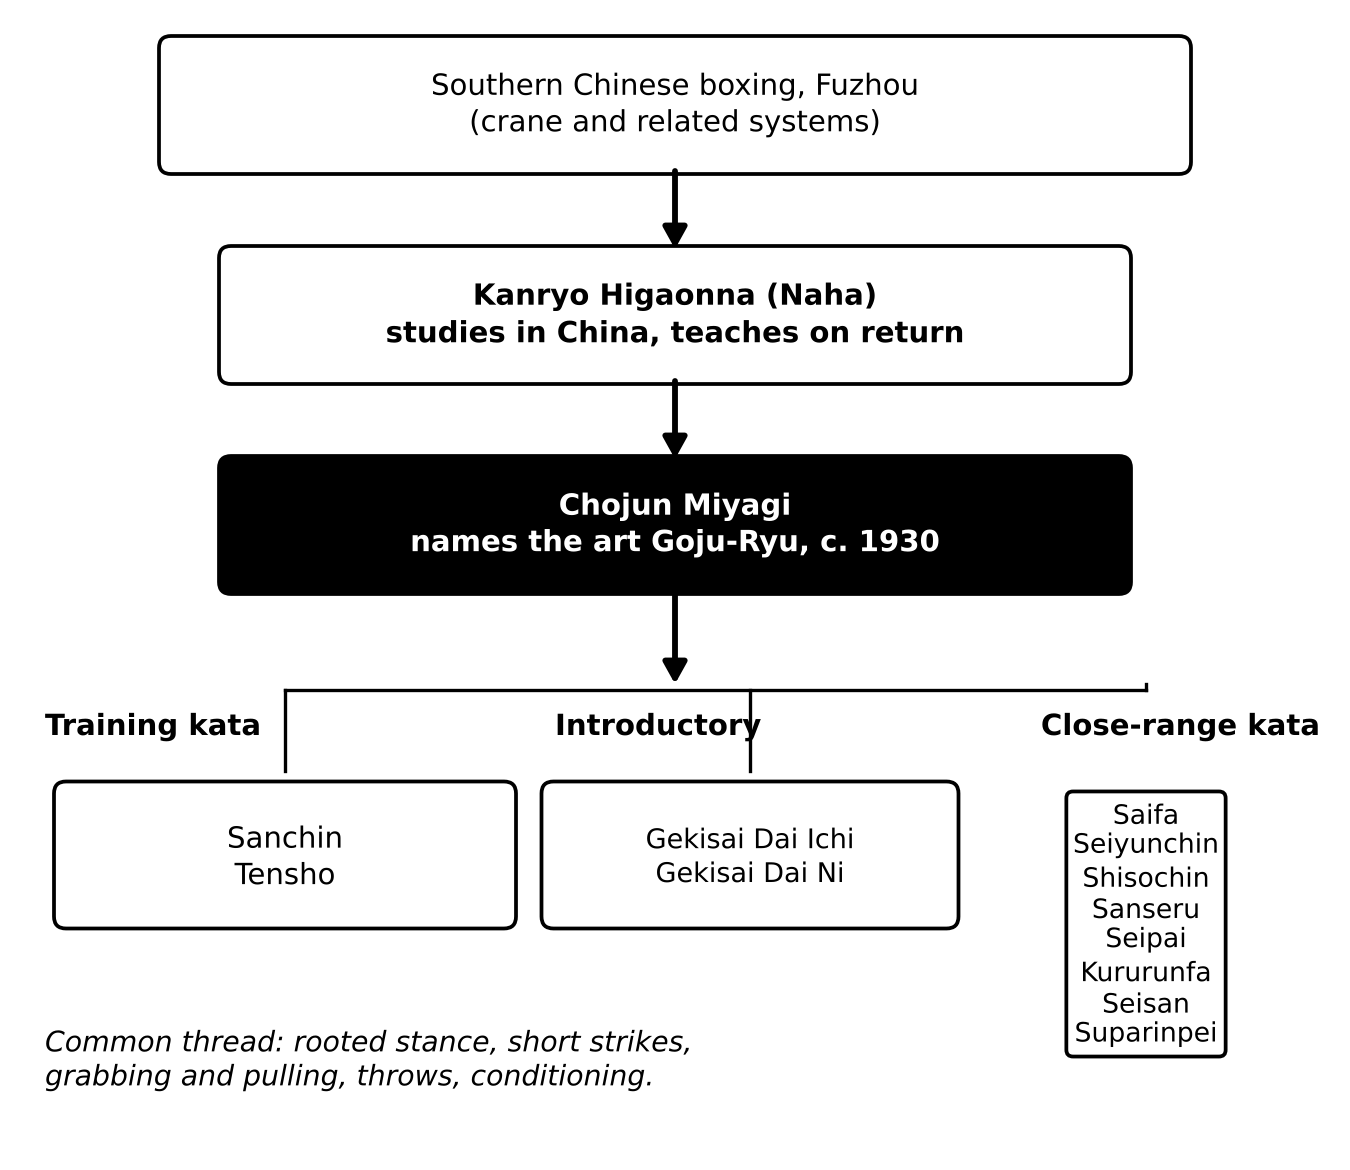 Southern Chinese boxing, Fuzhou
(crane and related systems)
Kanryo Higaonna (Naha)
studies in China, teaches on return
Chojun Miyagi
names the art Goju-Ryu, c. 1930
Training kata
Sanchin
Tensho
Introductory
Gekisai Dai Ichi
Gekisai Dai Ni
Close-range kata
Saifa
Seiyunchin
Shisochin
Sanseru
Seipai
Kururunfa
Seisan
Suparinpei
Common thread: rooted stance, short strikes,
grabbing and pulling, throws, conditioning.